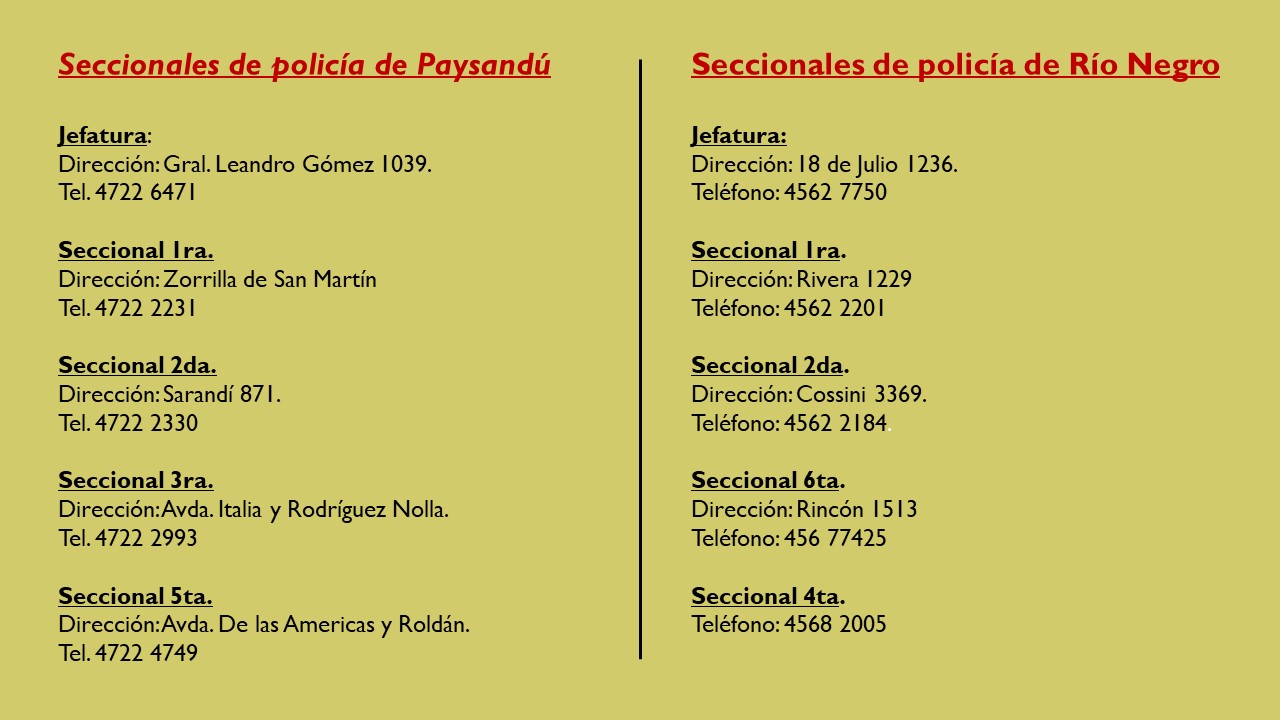 Seccionales de policía de Paysandú
Jefatura:
Dirección: Gral. Leandro Gómez 1039.
Tel. 4722 6471
Seccional 1ra.
Dirección: Zorrilla de San Martín
Tel. 4722 2231
Seccional 2da.
Dirección: Sarandí 871.
Tel. 4722 2330
Seccional 3ra.
Dirección: Avda. Italia y Rodríguez Nolla.
Tel. 4722 2993
Seccional 5ta.
Dirección: Avda. De las Americas y Roldán.
Tel. 4722 4749
Seccionales de policía de Río Negro
Jefatura:
Dirección: 18 de Julio 1236.
Teléfono: 4562 7750
Seccional 1ra.
Dirección: Rivera 1229
Teléfono: 4562 2201
Seccional 2da.
Dirección: Cossini 3369.
Teléfono: 4562 2184.
Seccional 6ta.
Dirección: Rincón 1513
Teléfono: 456 77425
Seccional 4ta.
Teléfono: 4568 2005